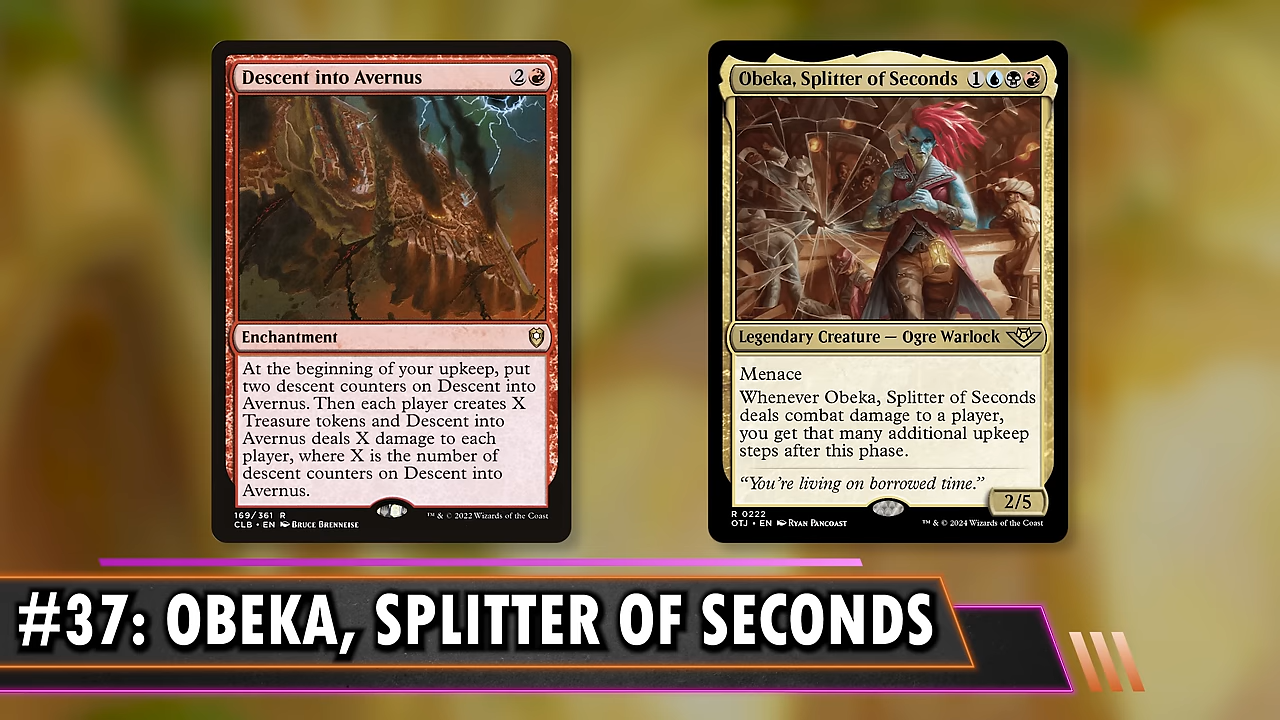 Descent into Avernus 2
Enchantment
At the beginning of your upkeep, put
two descent counters on Descent into
Avernus. Then each player creates X
Treasure tokens and Descent into
Avernus deals X damage to each
player, where X is the number of
descent counters on Descent into
Avernus.
169/361 R
CLB • EN Bruce Brenneise
™ & © 2022 Wizards of the Coast
Obeka, Splitter of Seconds 1
Legendary Creature — Ogre Warlock
Menace
Whenever Obeka, Splitter of Seconds
deals combat damage to a player,
you get that many additional upkeep
steps after this phase.
“You're living on borrowed time.”
2/5
R 0222
OTJ • EN Ryan Pancoast
™ & © 2024 Wizards of the Coast
#37: OBEKA, SPLITTER OF SECONDS